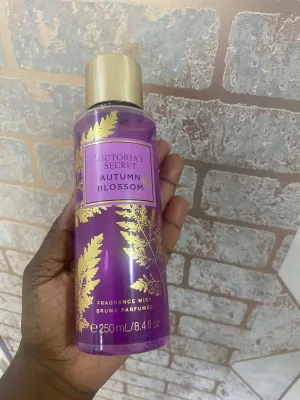 VICTORIA'S
SECRET
AUTUMN
BLOSSOM
FRAGRANCE MIST
BRUME PARFUMÉE
℮250 mL/8.4 fl oz